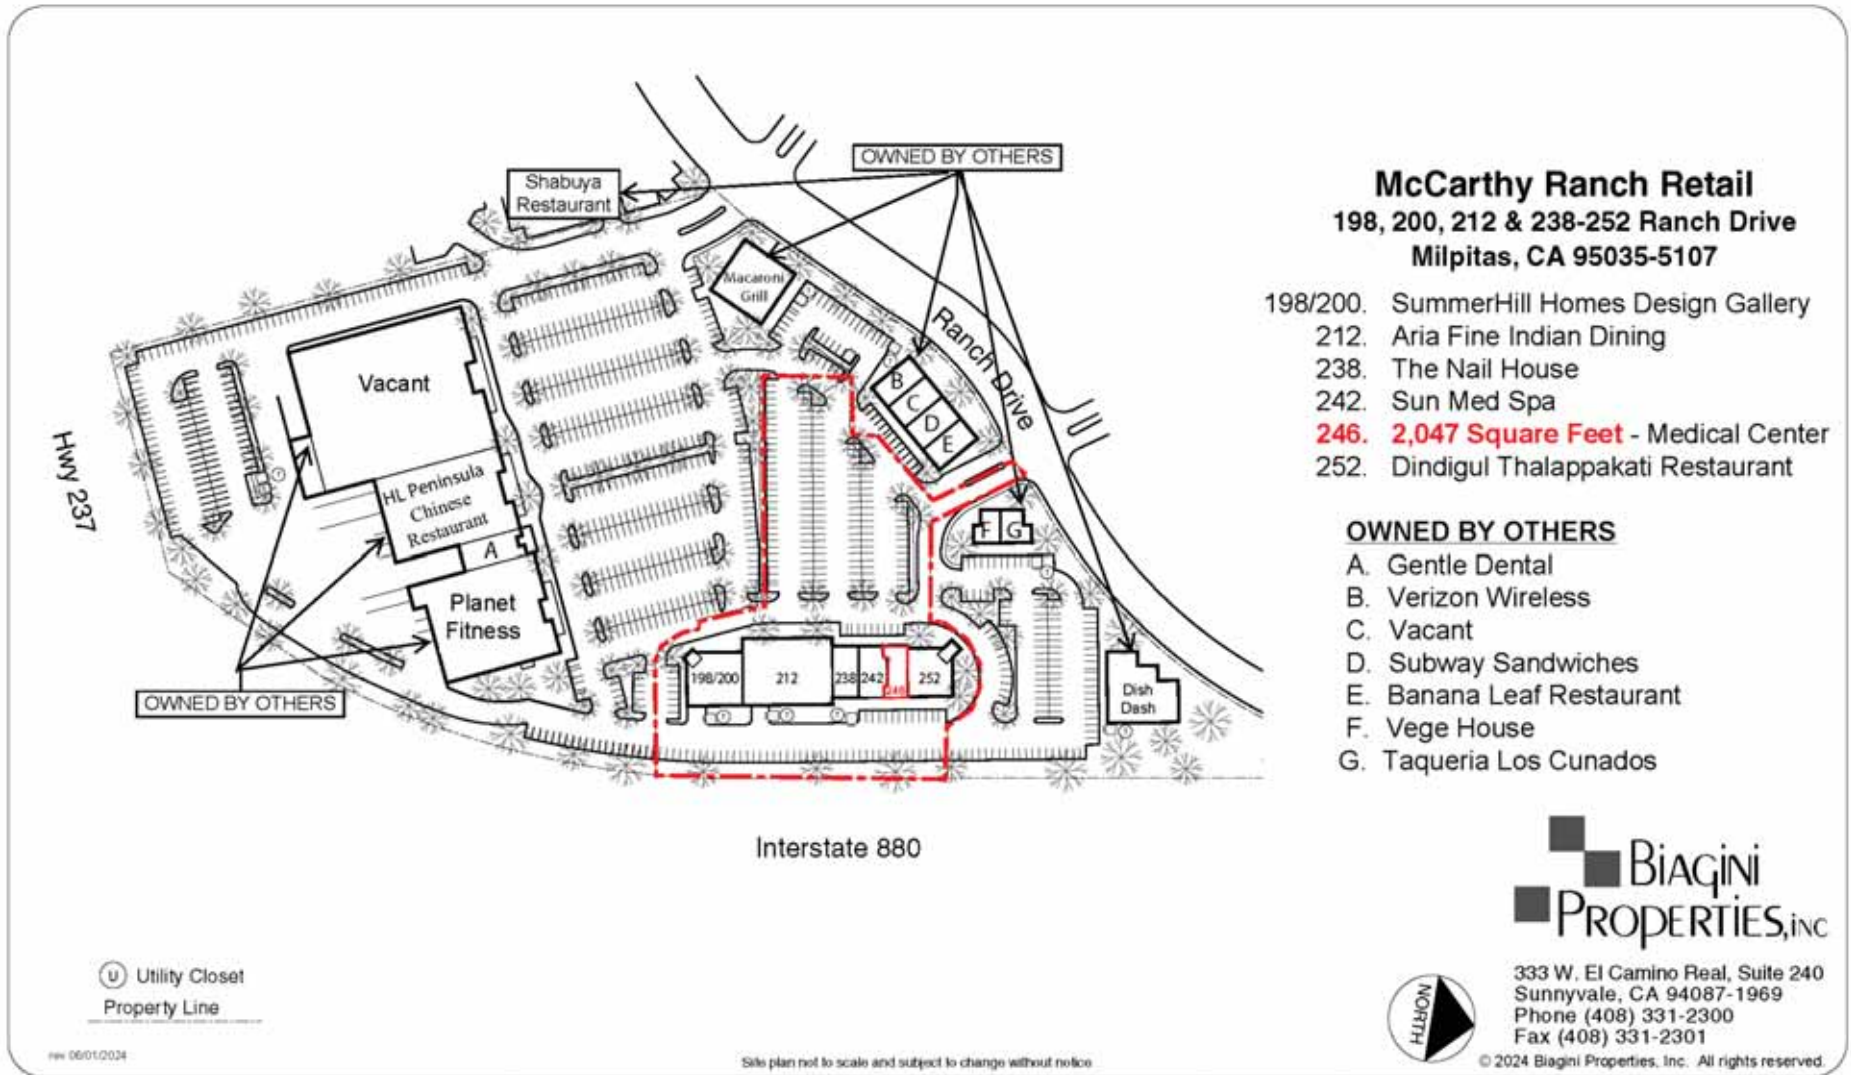 OWNED BY OTHERS
Shabuya
Restaurant
Macaroni
Grill
Ranch Drive
B
C
D
E
Vacant
Hwy 237
HL Peninsula
Chinese
Restaurant
A
Planet
Fitness
OWNED BY OTHERS
F G
198/200 212 238 242 246 252
Dish
Dash
Interstate 880
McCarthy Ranch Retail
198, 200, 212 & 238-252 Ranch Drive
Milpitas, CA 95035-5107
198/200. SummerHill Homes Design Gallery
212. Aria Fine Indian Dining
238. The Nail House
242. Sun Med Spa
246. 2,047 Square Feet - Medical Center
252. Dindigul Thalappakati Restaurant
OWNED BY OTHERS
A. Gentle Dental
B. Verizon Wireless
C. Vacant
D. Subway Sandwiches
E. Banana Leaf Restaurant
F. Vege House
G. Taqueria Los Cunados
BiAGiNi
PROPERTiES,iNC
333 W. El Camino Real, Suite 240
Sunnyvale, CA 94087-1969
Phone (408) 331-2300
Fax (408) 331-2301
© 2024 Biagini Properties, Inc. All rights reserved.
NORTH
U Utility Closet
Property Line
rev. 06/01/2024
Site plan not to scale and subject to change without notice